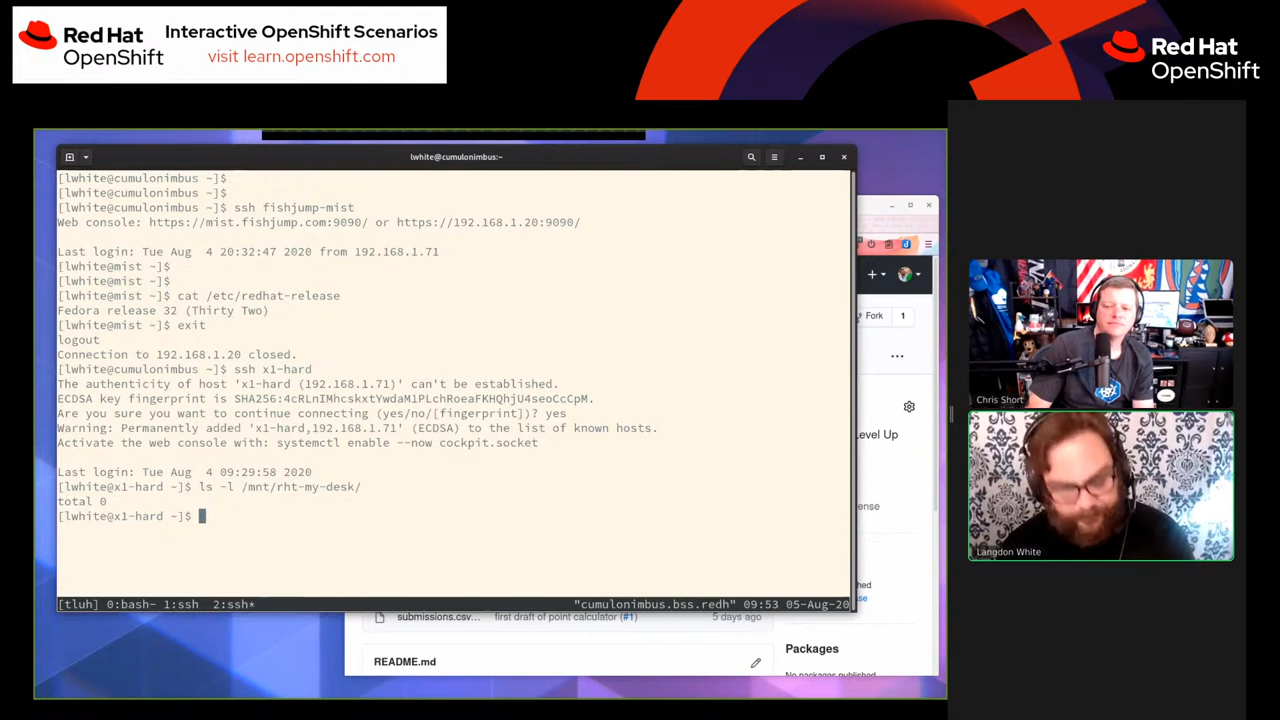 Red Hat
OpenShift
Interactive OpenShift Scenarios
visit learn.openshift.com
Red Hat
OpenShift
lwhite@cumulonimbus:~
[lwhite@cumulonimbus ~]$
[lwhite@cumulonimbus ~]$
[lwhite@cumulonimbus ~]$ ssh fishjump-mist
Web console: https://mist.fishjump.com:9090/ or https://192.168.1.20:9090/
Last login: Tue Aug  4 20:32:47 2020 from 192.168.1.71
[lwhite@mist ~]$
[lwhite@mist ~]$
[lwhite@mist ~]$ cat /etc/redhat-release
Fedora release 32 (Thirty Two)
[lwhite@mist ~]$ exit
logout
Connection to 192.168.1.20 closed.
[lwhite@cumulonimbus ~]$ ssh x1-hard
The authenticity of host 'x1-hard (192.168.1.71)' can't be established.
ECDSA key fingerprint is SHA256:4cRLnIMhcskxtYwdaM1PLchRoeaFKHQhjU4seoCcCpM.
Are you sure you want to continue connecting (yes/no/[fingerprint])? yes
Warning: Permanently added 'x1-hard,192.168.1.71' (ECDSA) to the list of known hosts.
Activate the web console with: systemctl enable --now cockpit.socket
Last login: Tue Aug  4 09:29:58 2020
[lwhite@x1-hard ~]$ ls -l /mnt/rht-my-desk/
total 0
[lwhite@x1-hard ~]$
[tluh] 0:bash- 1:ssh  2:ssh*
"cumulonimbus.bss.redh" 09:53 05-Aug-20
Fork 1
Level Up
ense
hed
se
submissions.csv...
first draft of point calculator (#1)
5 days ago
README.md
Packages
No packages published
Chris Short
Langdon White